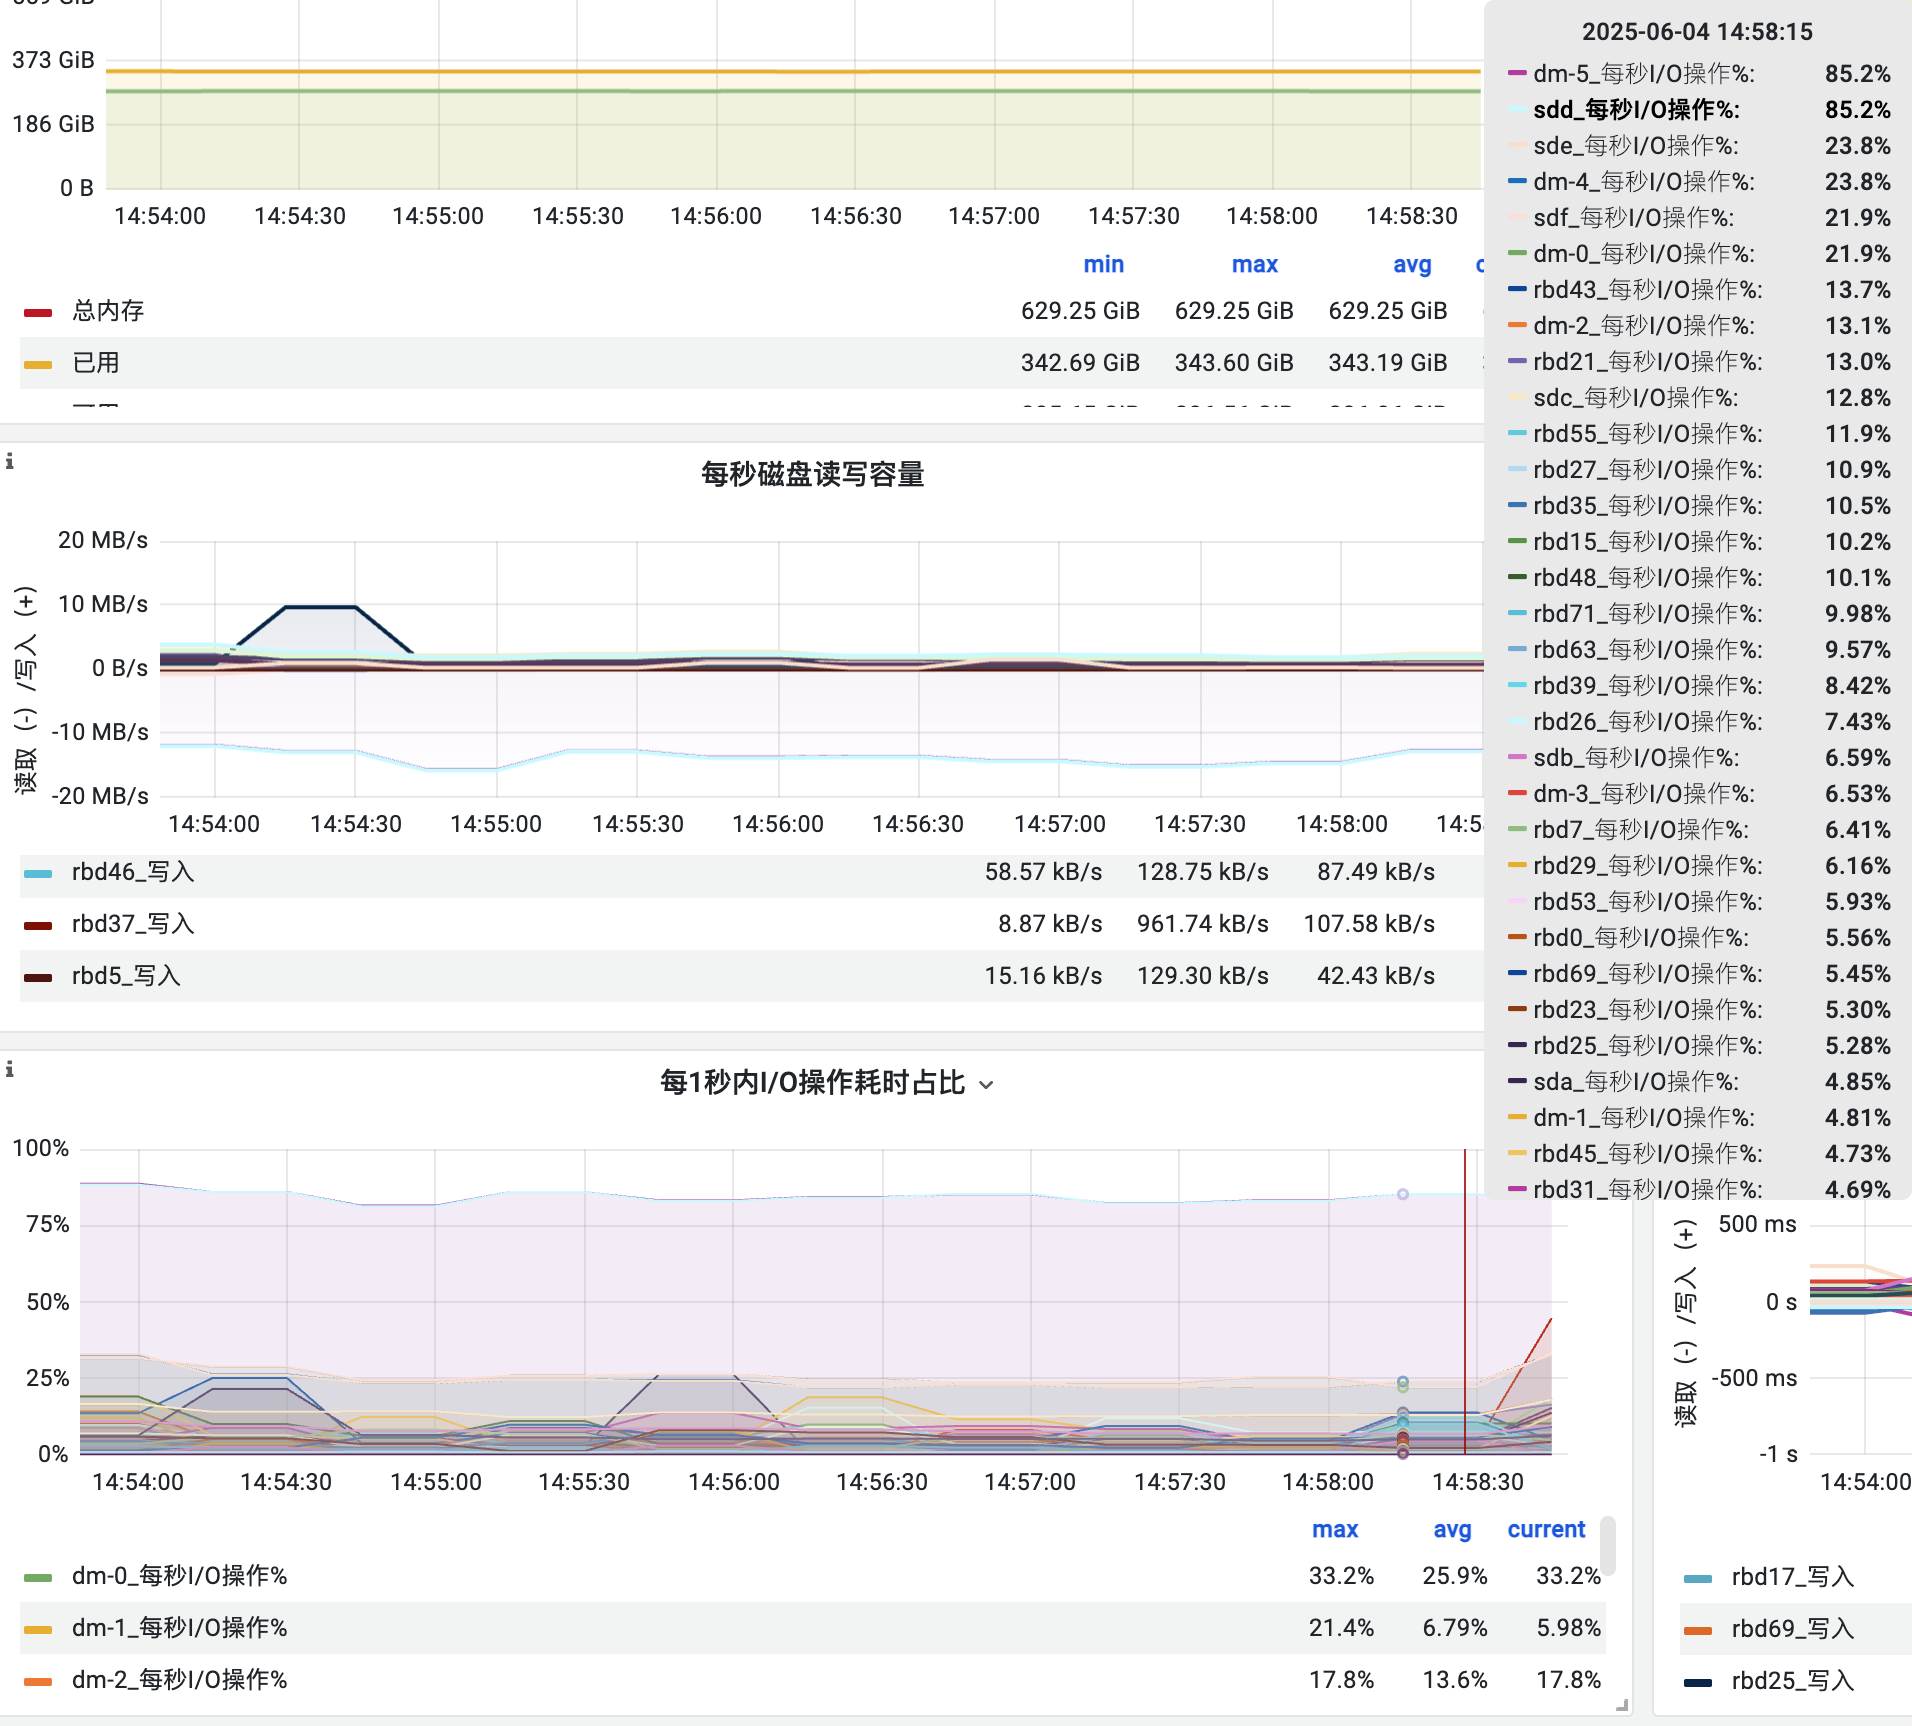 373 GiB
186 GiB
0 B
14:54:00 14:54:30 14:55:00 14:55:30 14:56:00 14:56:30 14:57:00 14:57:30 14:58:00 14:58:30
min max avg
总内存 629.25 GiB 629.25 GiB 629.25 GiB
已用 342.69 GiB 343.60 GiB 343.19 GiB
每秒磁盘读写容量
读取（-）/写入（+）
20 MB/s
10 MB/s
0 B/s
-10 MB/s
-20 MB/s
14:54:00 14:54:30 14:55:00 14:55:30 14:56:00 14:56:30 14:57:00 14:57:30 14:58:00 14:5
rbd46_写入 58.57 kB/s 128.75 kB/s 87.49 kB/s
rbd37_写入 8.87 kB/s 961.74 kB/s 107.58 kB/s
rbd5_写入 15.16 kB/s 129.30 kB/s 42.43 kB/s
每1秒内I/O操作耗时占比
100%
75%
50%
25%
0%
14:54:00 14:54:30 14:55:00 14:55:30 14:56:00 14:56:30 14:57:00 14:57:30 14:58:00 14:58:30
max avg current
dm-0_每秒I/O操作% 33.2% 25.9% 33.2%
dm-1_每秒I/O操作% 21.4% 6.79% 5.98%
dm-2_每秒I/O操作% 17.8% 13.6% 17.8%
2025-06-04 14:58:15
dm-5_每秒I/O操作%: 85.2%
sdd_每秒I/O操作%: 85.2%
sde_每秒I/O操作%: 23.8%
dm-4_每秒I/O操作%: 23.8%
sdf_每秒I/O操作%: 21.9%
dm-0_每秒I/O操作%: 21.9%
rbd43_每秒I/O操作%: 13.7%
dm-2_每秒I/O操作%: 13.1%
rbd21_每秒I/O操作%: 13.0%
sdc_每秒I/O操作%: 12.8%
rbd55_每秒I/O操作%: 11.9%
rbd27_每秒I/O操作%: 10.9%
rbd35_每秒I/O操作%: 10.5%
rbd15_每秒I/O操作%: 10.2%
rbd48_每秒I/O操作%: 10.1%
rbd71_每秒I/O操作%: 9.98%
rbd63_每秒I/O操作%: 9.57%
rbd39_每秒I/O操作%: 8.42%
rbd26_每秒I/O操作%: 7.43%
sdb_每秒I/O操作%: 6.59%
dm-3_每秒I/O操作%: 6.53%
rbd7_每秒I/O操作%: 6.41%
rbd29_每秒I/O操作%: 6.16%
rbd53_每秒I/O操作%: 5.93%
rbd0_每秒I/O操作%: 5.56%
rbd69_每秒I/O操作%: 5.45%
rbd23_每秒I/O操作%: 5.30%
rbd25_每秒I/O操作%: 5.28%
sda_每秒I/O操作%: 4.85%
dm-1_每秒I/O操作%: 4.81%
rbd45_每秒I/O操作%: 4.73%
rbd31_每秒I/O操作%: 4.69%
读取（-）/写入（+）
500 ms
0 s
-500 ms
-1 s
14:54:00
rbd17_写入
rbd69_写入
rbd25_写入